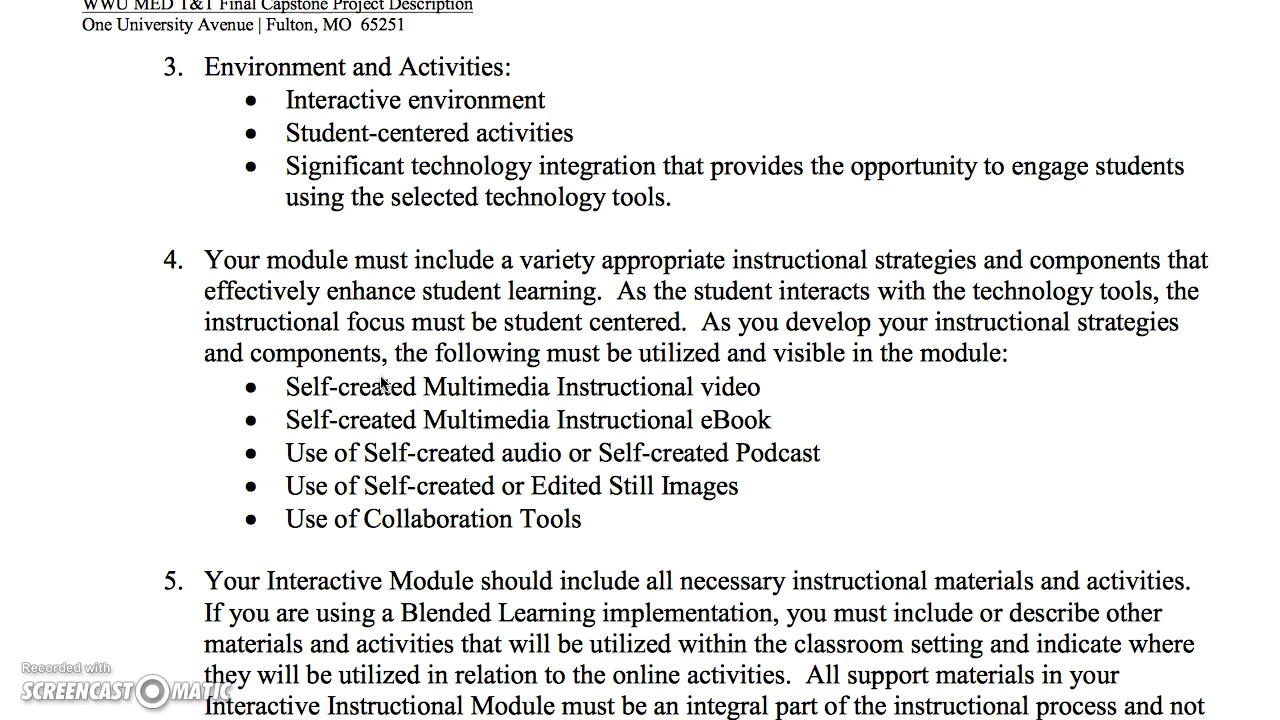 WWU MED T&T Final Capstone Project Description
One University Avenue | Fulton, MO 65251
3. Environment and Activities:
• Interactive environment
• Student-centered activities
• Significant technology integration that provides the opportunity to engage students
using the selected technology tools.
4. Your module must include a variety appropriate instructional strategies and components that
effectively enhance student learning. As the student interacts with the technology tools, the
instructional focus must be student centered. As you develop your instructional strategies
and components, the following must be utilized and visible in the module:
• Self-created Multimedia Instructional video
• Self-created Multimedia Instructional eBook
• Use of Self-created audio or Self-created Podcast
• Use of Self-created or Edited Still Images
• Use of Collaboration Tools
5. Your Interactive Module should include all necessary instructional materials and activities.
If you are using a Blended Learning implementation, you must include or describe other
materials and activities that will be utilized within the classroom setting and indicate where
they will be utilized in relation to the online activities. All support materials in your
Interactive Instructional Module must be an integral part of the instructional process and not
Recorded with
SCREENCAST-O-MATIC